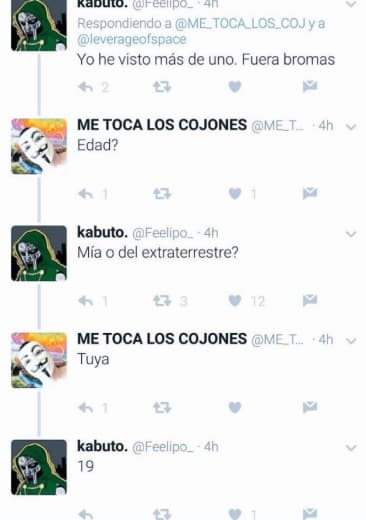 kabuto. @Feelipo_ · 4h
Respondiendo a @ME_TOCA_LOS_COJ y a
@leverageofspace
Yo he visto más de uno. Fuera bromas
2
ME TOCA LOS COJONES @ME_T... · 4h
Edad?
1 1
kabuto. @Feelipo_ · 4h
Mía o del extraterrestre?
1 3 12
ME TOCA LOS COJONES @ME_T... · 4h
Tuya
1
kabuto. @Feelipo_ · 4h
19
1